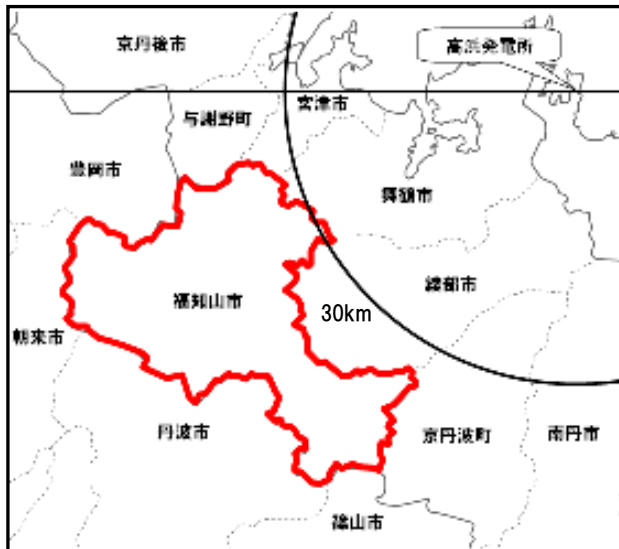 京丹後市
高浜発電所
宮津市
与謝野町
豊岡市
舞鶴市
綾部市
福知山市
30km
朝来市
丹波市
京丹波町
南丹市
篠山市